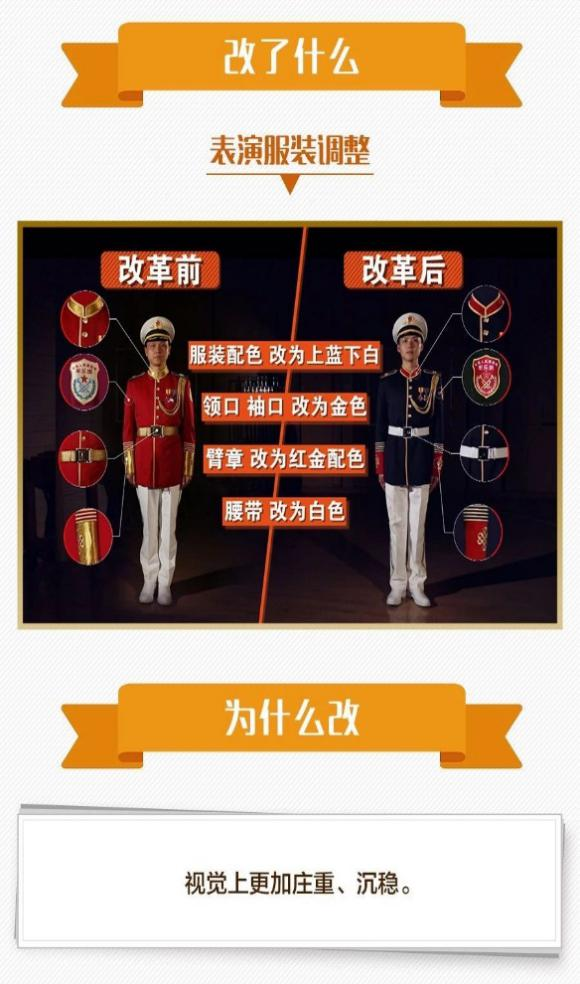 改了什么
表演服装调整
改革前
改革后
服装配色 改为上蓝下白
领口 袖口 改为金色
臂章 改为红金配色
腰带 改为白色
为什么改
视觉上更加庄重、沉稳。